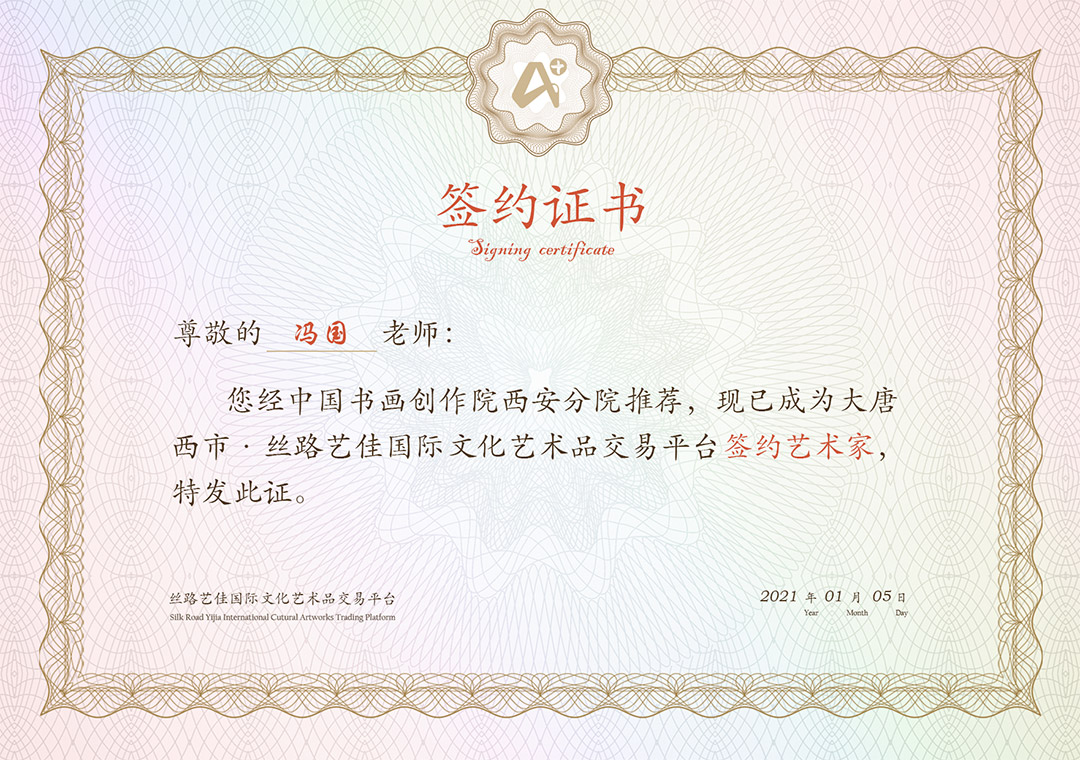 A+
签约证书
Signing certificate
尊敬的 冯国 老师：
您经中国书画创作院西安分院推荐，现已成为大唐
西市·丝路艺佳国际文化艺术品交易平台签约艺术家，
特发此证。
丝路艺佳国际文化艺术品交易平台
Silk Road Yijia International Cutural Artworks Trading Platform
2021 年 01 月 05 日
Year Month Day